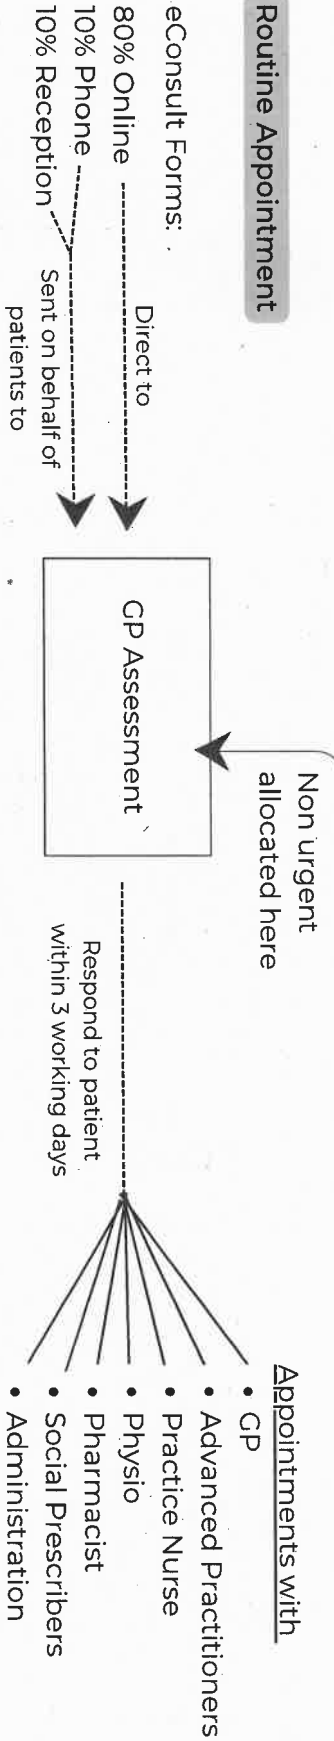 Routine Appointment
eConsult Forms:
80% Online
10% Phone
10% Reception
Direct to
Sent on behalf of
patients to
Non urgent
allocated here
GP Assessment
Respond to patient
within 3 working days
Appointments with
• GP
• Advanced Practitioners
• Practice Nurse
• Physio
• Pharmacist
• Social Prescribers
• Administration